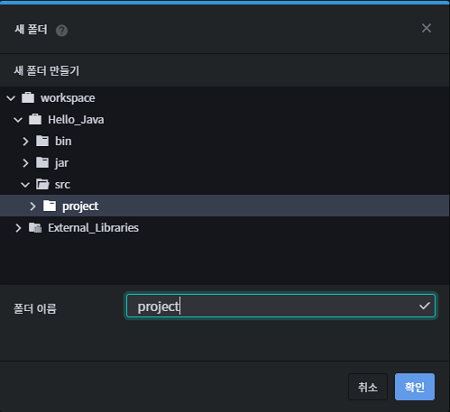 새 폴더
새 폴더 만들기
workspace
Hello_Java
bin
jar
src
project
External_Libraries
폴더 이름 project
취소 확인